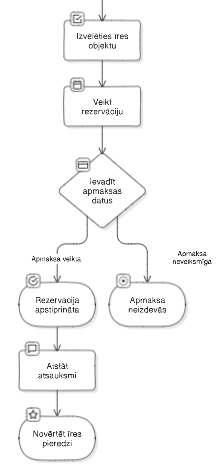 Izvēlēties īres
objektu
Veikt
rezervāciju
Ievadīt
apmaksas
datus
Apmaksa veikta
Apmaksa
neveiksmīga
Rezervācija
apstiprināta
Apmaksa
neizdevās
Atstāt
atsauksmi
Novērtēt īres
pieredzi